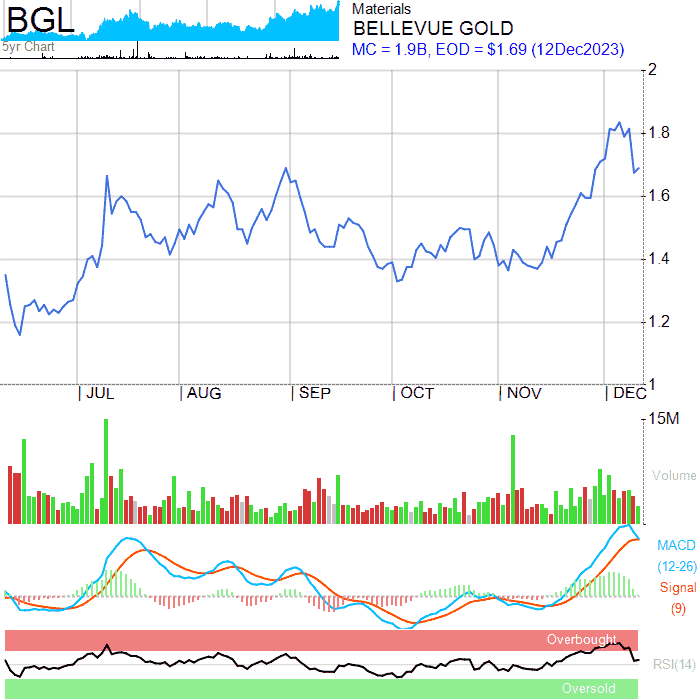 BGL
5yr Chart
Materials
BELLEVUE GOLD
MC = 1.9B, EOD = $1.69 (12Dec2023)
2
1.8
1.6
1.4
1.2
1
| JUL | AUG | SEP | OCT | NOV | DEC
15M
Volume
MACD
(12-26)
Signal
(9)
Overbought
RSI(14)
Oversold